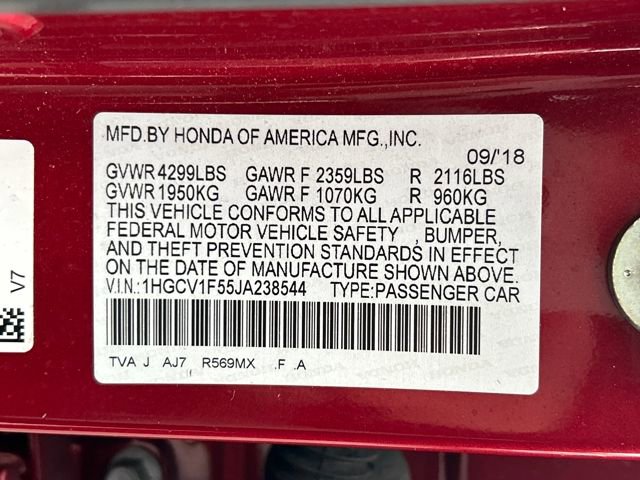 MFD.BY HONDA OF AMERICA MFG.,INC.
09/'18
GVWR 4299LBS GAWR F 2359LBS R 2116LBS
GVWR 1950KG GAWR F 1070KG R 960KG
THIS VEHICLE CONFORMS TO ALL APPLICABLE
FEDERAL MOTOR VEHICLE SAFETY , BUMPER,
AND THEFT PREVENTION STANDARDS IN EFFECT
ON THE DATE OF MANUFACTURE SHOWN ABOVE.
V.I.N.:1HGCV1F55JA238544 TYPE:PASSENGER CAR
TVA J AJ7 R569MX .F .A
V7